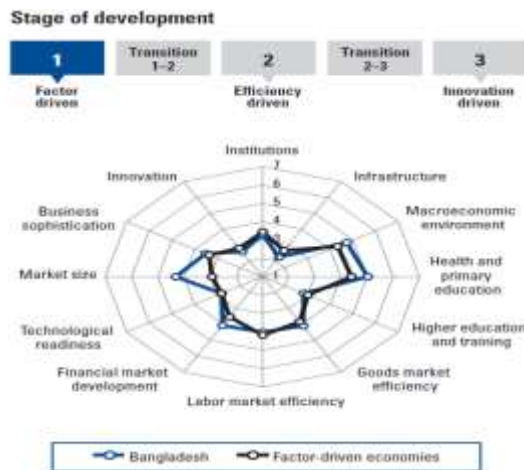 Stage of development
1
Transition
1–2
2
Transition
2–3
3
Factor
driven
Efficiency
driven
Innovation
driven
Institutions
7
6
5
4
3
2
1
Innovation
Infrastructure
Business
sophistication
Macroeconomic
environment
Market size
Health and
primary
education
Technological
readiness
Higher education
and training
Financial market
development
Goods market
efficiency
Labor market efficiency
Bangladesh
Factor-driven economies